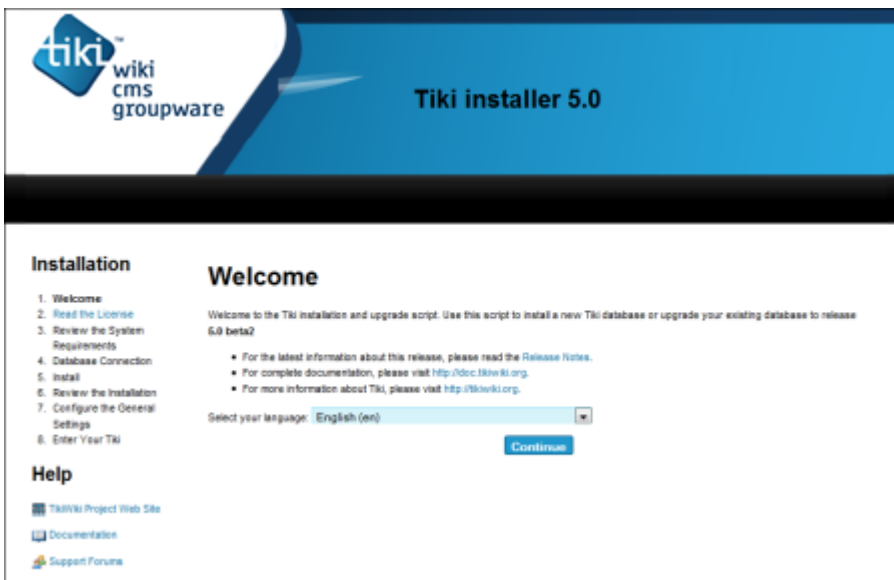 tiki™
wiki
cms
groupware
Tiki installer 5.0
Installation
1. Welcome
2. Read the License
3. Review the System
Requirements
4. Database Connection
5. Install
6. Review the Installation
7. Configure the General
Settings
8. Enter Your Tiki
Help
TikiWiki Project Web Site
Documentation
Support Forums
Welcome
Welcome to the Tiki installation and upgrade script. Use this script to install a new Tiki database or upgrade your existing database to release
5.0 beta2
• For the latest information about this release, please read the Release Notes.
• For complete documentation, please visit http://doc.tikiwiki.org.
• For more information about Tiki, please visit http://tikiwiki.org.
Select your language: English (en)
Continue